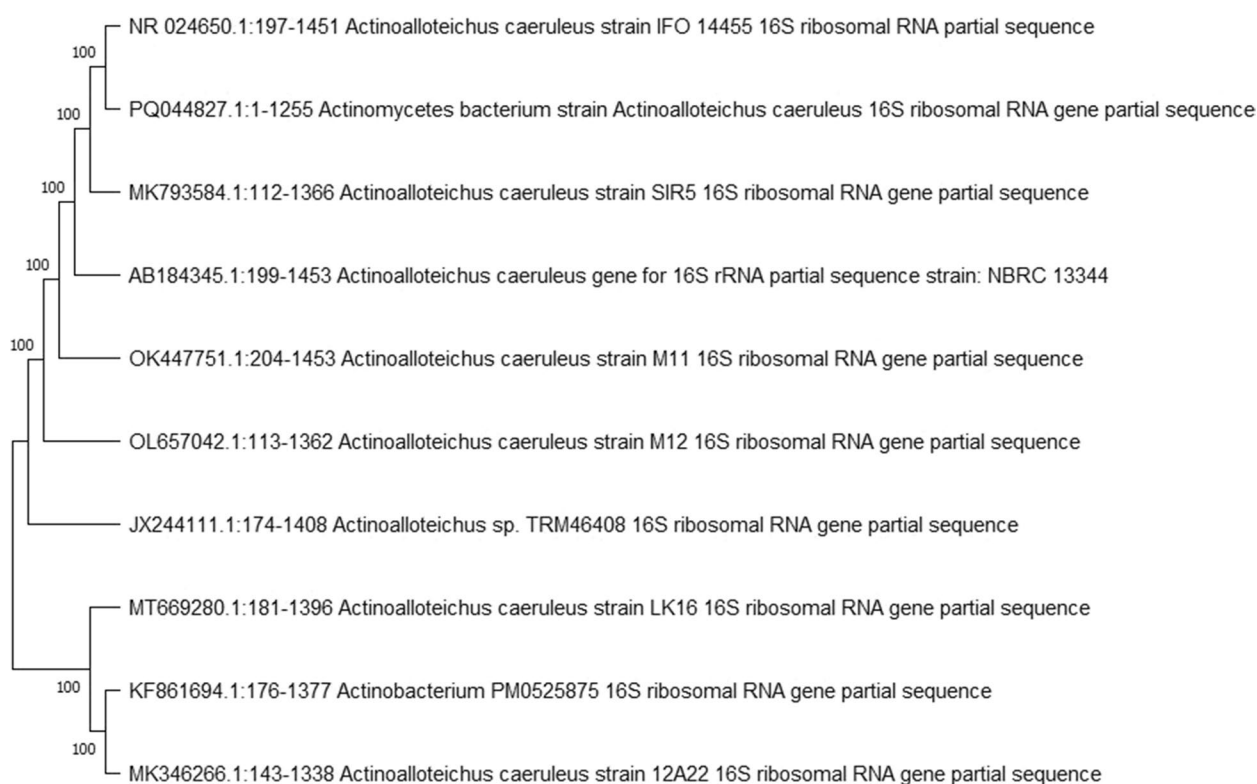 NR 024650.1:197-1451 Actinoalloteichus caeruleus strain IFO 14455 16S ribosomal RNA partial sequence
100
PQ044827.1:1-1255 Actinomycetes bacterium strain Actinoalloteichus caeruleus 16S ribosomal RNA gene partial sequence
100
MK793584.1:112-1366 Actinoalloteichus caeruleus strain SIR5 16S ribosomal RNA gene partial sequence
100
AB184345.1:199-1453 Actinoalloteichus caeruleus gene for 16S rRNA partial sequence strain: NBRC 13344
100
OK447751.1:204-1453 Actinoalloteichus caeruleus strain M11 16S ribosomal RNA gene partial sequence
100
OL657042.1:113-1362 Actinoalloteichus caeruleus strain M12 16S ribosomal RNA gene partial sequence
JX244111.1:174-1408 Actinoalloteichus sp. TRM46408 16S ribosomal RNA gene partial sequence
MT669280.1:181-1396 Actinoalloteichus caeruleus strain LK16 16S ribosomal RNA gene partial sequence
100
KF861694.1:176-1377 Actinobacterium PM0525875 16S ribosomal RNA gene partial sequence
100
MK346266.1:143-1338 Actinoalloteichus caeruleus strain 12A22 16S ribosomal RNA gene partial sequence